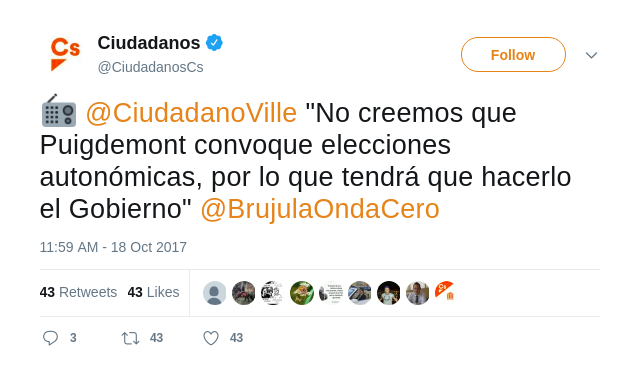 Cs
Ciudadanos
@CiudadanosCs
Follow
@CiudadanoVille "No creemos que
Puigdemont convoque elecciones
autonómicas, por lo que tendrá que hacerlo
el Gobierno" @BrujulaOndaCero
11:59 AM - 18 Oct 2017
43 Retweets 43 Likes
Cs
3 43 43